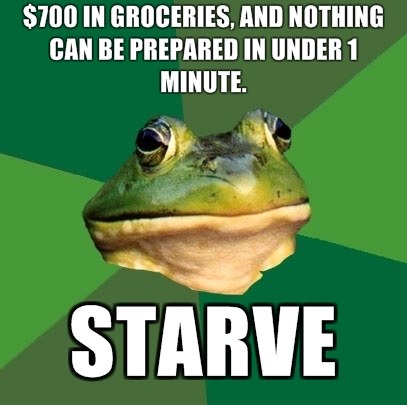 $700 IN GROCERIES, AND NOTHING
CAN BE PREPARED IN UNDER 1
MINUTE.
STARVE